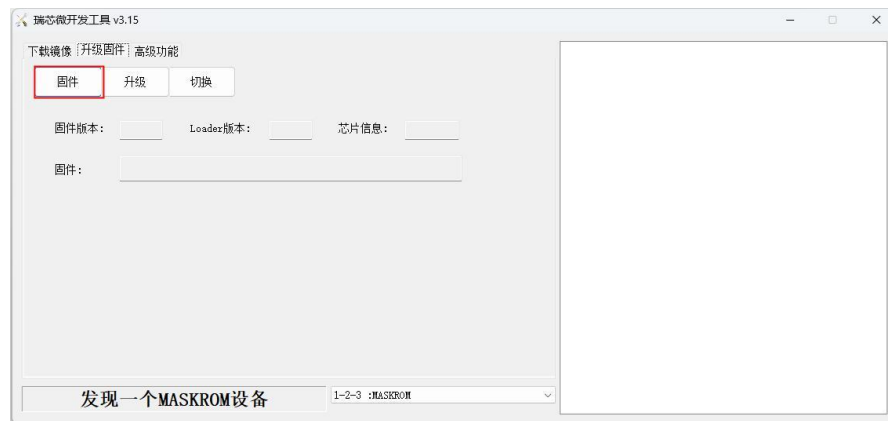 瑞芯微开发工具 v3.15
下载镜像 升级固件 高级功能
固件 升级 切换
固件版本: Loader版本: 芯片信息:
固件:
发现一个MASKROM设备 1-2-3 :MASKROM